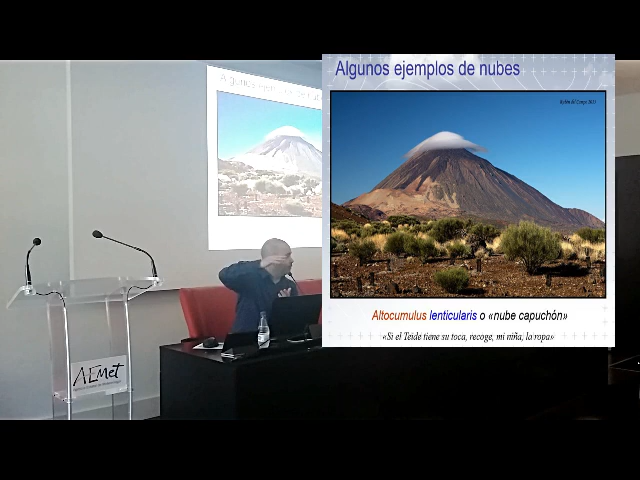 Algunos ejemplos de nubes
Altocumulus lenticularis o «nube capuchón»
«Si el Teide tiene su toca, recoge, mi niña, la ropa»
AEMet